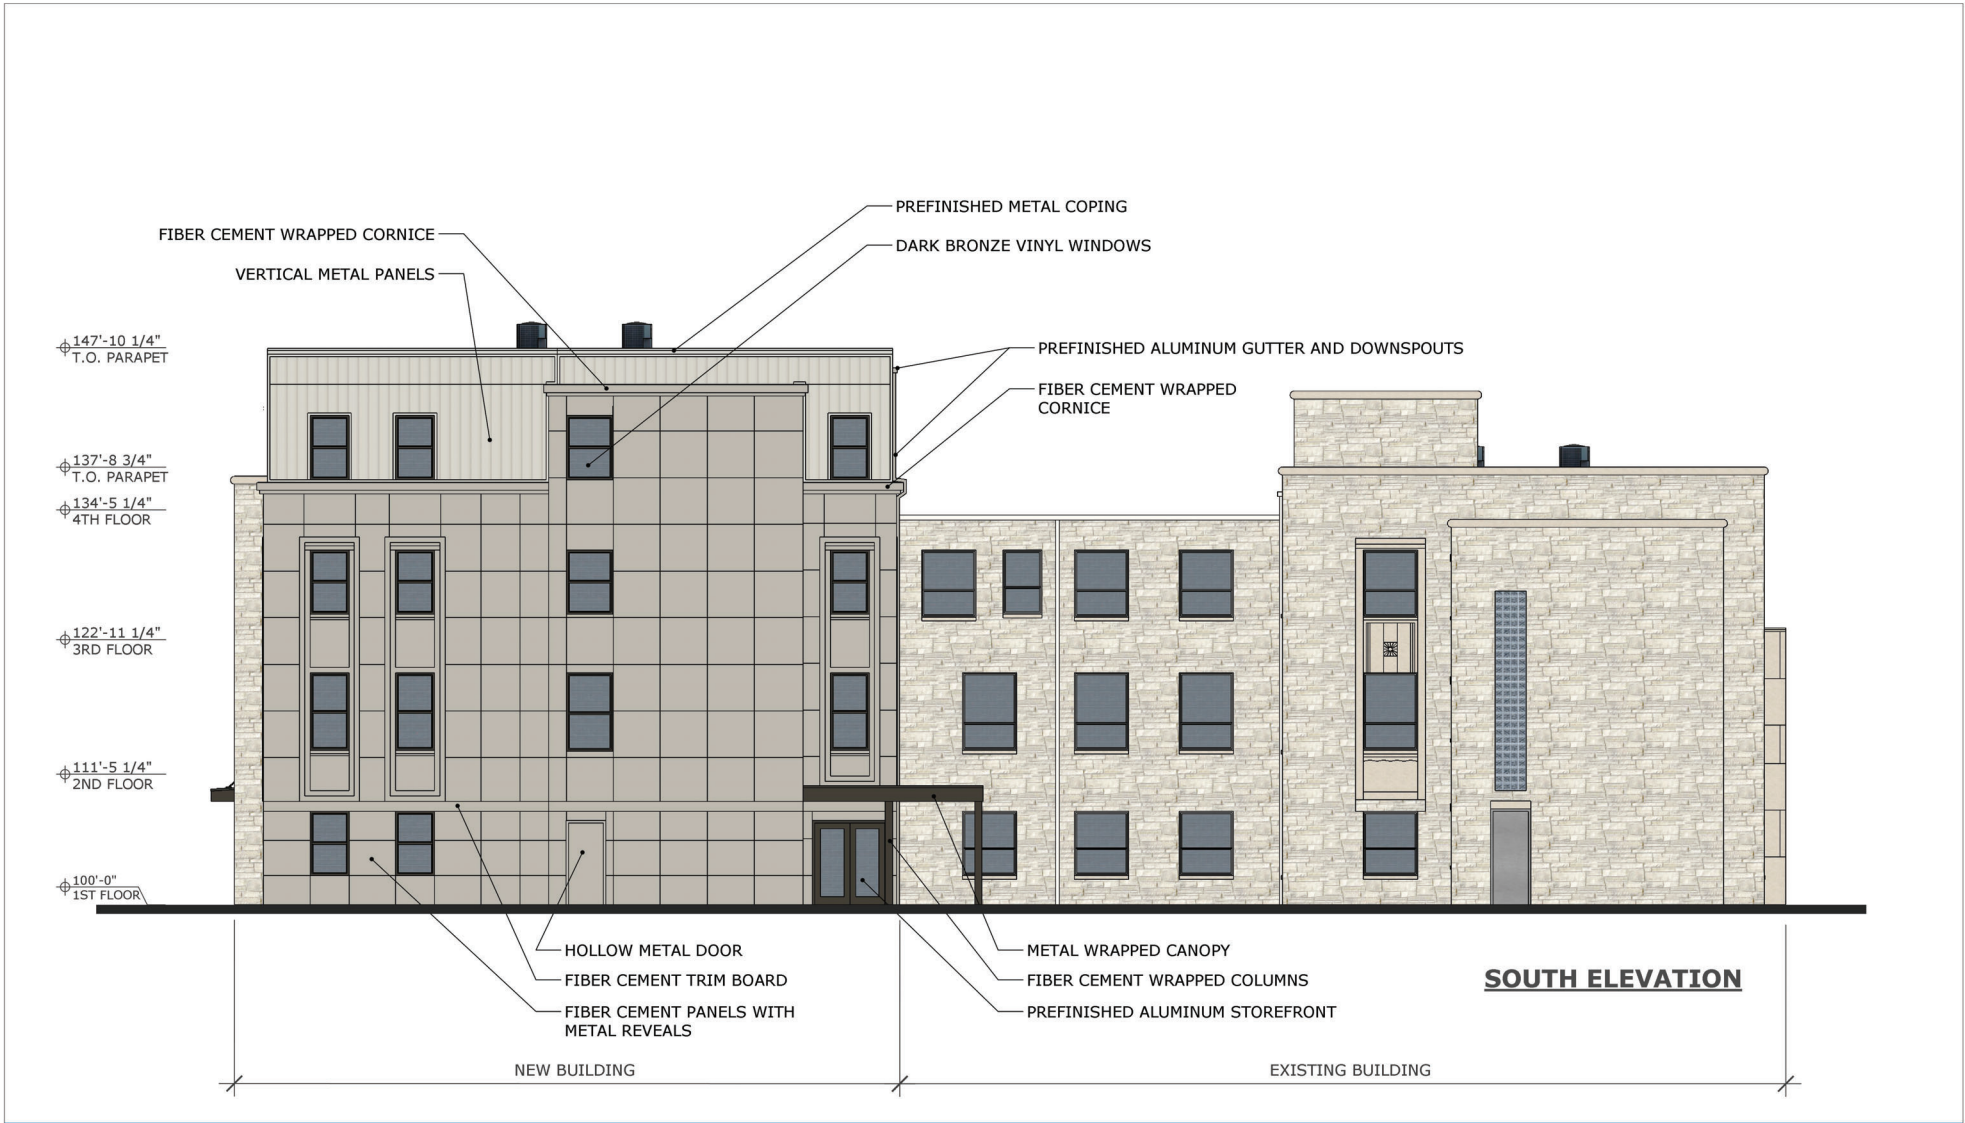 PREFINISHED METAL COPING
FIBER CEMENT WRAPPED CORNICE
DARK BRONZE VINYL WINDOWS
VERTICAL METAL PANELS
147'-10 1/4"
T.O. PARAPET
PREFINISHED ALUMINUM GUTTER AND DOWNSPOUTS
FIBER CEMENT WRAPPED
CORNICE
137'-8 3/4"
T.O. PARAPET
134'-5 1/4"
4TH FLOOR
122'-11 1/4"
3RD FLOOR
111'-5 1/4"
2ND FLOOR
100'-0"
1ST FLOOR
HOLLOW METAL DOOR
FIBER CEMENT TRIM BOARD
FIBER CEMENT PANELS WITH
METAL REVEALS
METAL WRAPPED CANOPY
FIBER CEMENT WRAPPED COLUMNS
PREFINISHED ALUMINUM STOREFRONT
SOUTH ELEVATION
NEW BUILDING
EXISTING BUILDING